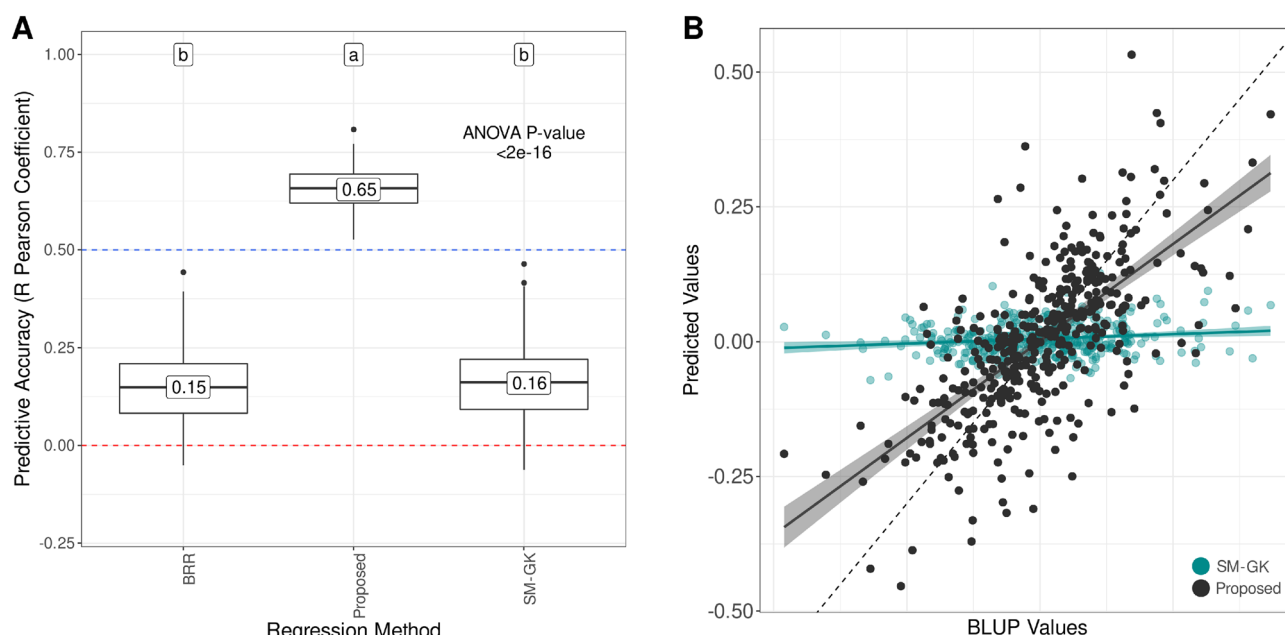 A
Predictive Accuracy (R Pearson Coefficient)
1.00
0.75
0.50
0.25
0.00
-0.25
b
a
b
ANOVA P-value
<2e-16
0.65
0.15
0.16
BRR
Proposed
SM-GK
Regression Method
B
Predicted Values
0.50
0.25
0.00
-0.25
-0.50
SM-GK
Proposed
BLUP Values